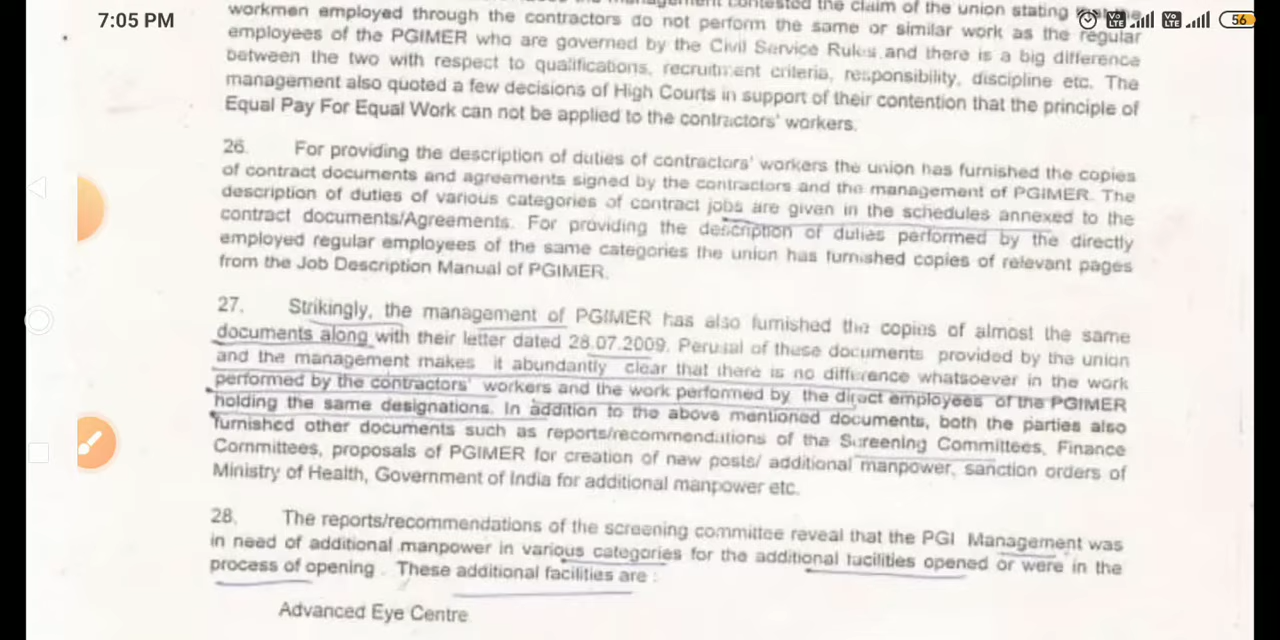 7:05 PM
56
workmen employed through the contractors do not perform the same or similar work as the regular
employees of the PGIMER who are governed by the Civil Service Rules and there is a big difference
between the two with respect to qualifications, recruitment criteria, responsibility, discipline etc. The
management also quoted a few decisions of High Courts in support of their contention that the principle of
Equal Pay For Equal Work can not be applied to the contractors' workers.
26. For providing the description of duties of contractors' workers the union has furnished the copies
of contract documents and agreements signed by the contractors and the management of PGIMER. The
description of duties of various categories of contract jobs are given in the schedules annexed to the
contract documents/Agreements. For providing the description of duties performed by the directly
employed regular employees of the same categories the union has furnished copies of relevant pages
from the Job Description Manual of PGIMER.
27. Strikingly, the management of PGIMER has also furnished the copies of almost the same
documents along with their letter dated 28.07.2009. Perusal of these documents provided by the union
and the management makes it abundantly clear that there is no difference whatsoever in the work
performed by the contractors' workers and the work performed by the direct employees of the PGIMER
holding the same designations. In addition to the above mentioned documents, both the parties also
furnished other documents such as reports/recommendations of the Screening Committees, Finance
Committees, proposals of PGIMER for creation of new posts/ additional manpower, sanction orders of
Ministry of Health, Government of India for additional manpower etc.
28. The reports/recommendations of the screening committee reveal that the PGI Management was
in need of additional manpower in various categories for the additional facilities opened or were in the
process of opening . These additional facilities are :
Advanced Eye Centre